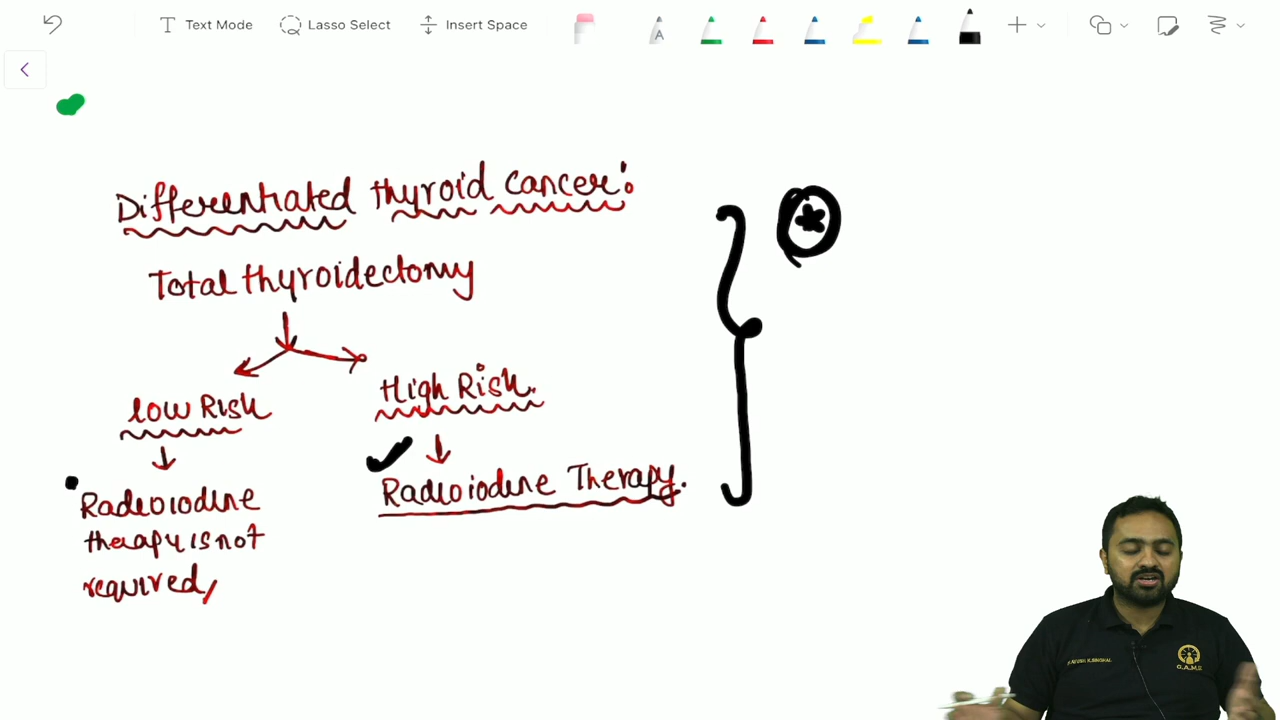 Text Mode
Lasso Select
Insert Space
Differentiated thyroid cancer:
Total thyroidectomy
low Risk
High Risk.
Radioiodine
therapy is not
required,
Radioiodine Therapy.
G.A.M.S